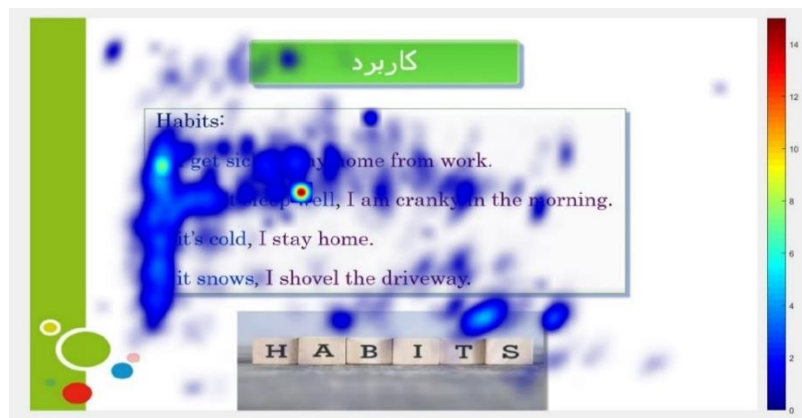 کاربرد
Habits:
get home from work.
well, I am cranky in the morning.
it's cold, I stay home.
it snows, I shovel the driveway.
HABITS
14
12
10
8
6
4
2
0